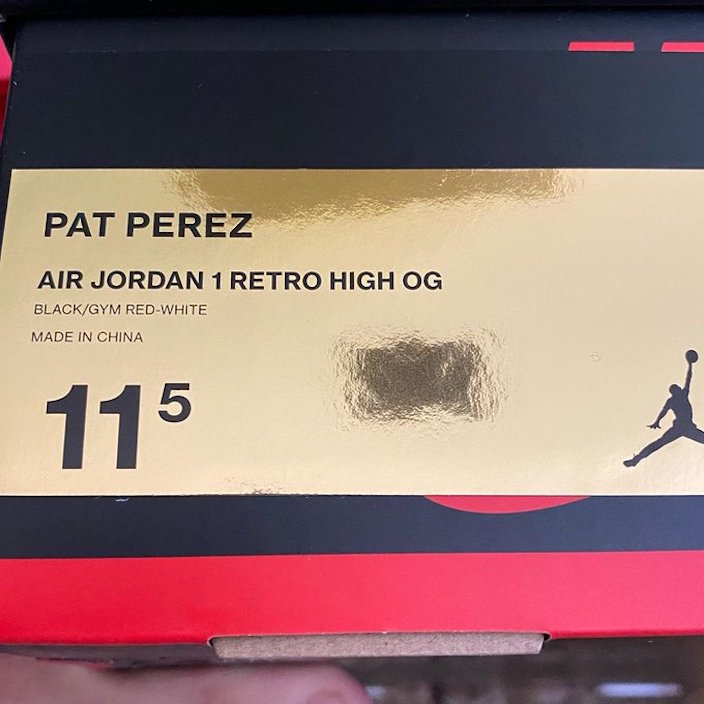 PAT PEREZ
AIR JORDAN 1 RETRO HIGH OG
BLACK/GYM RED-WHITE
MADE IN CHINA
11⁵